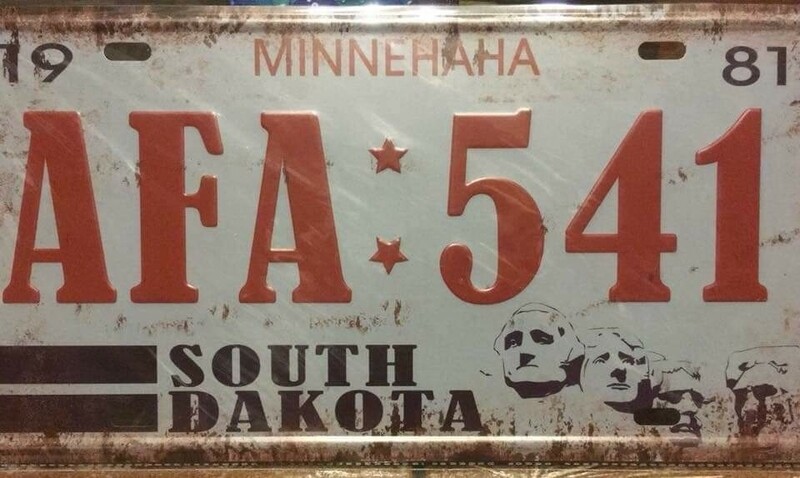 19 MINNEHAHA 81
AFA:541
SOUTH
DAKOTA